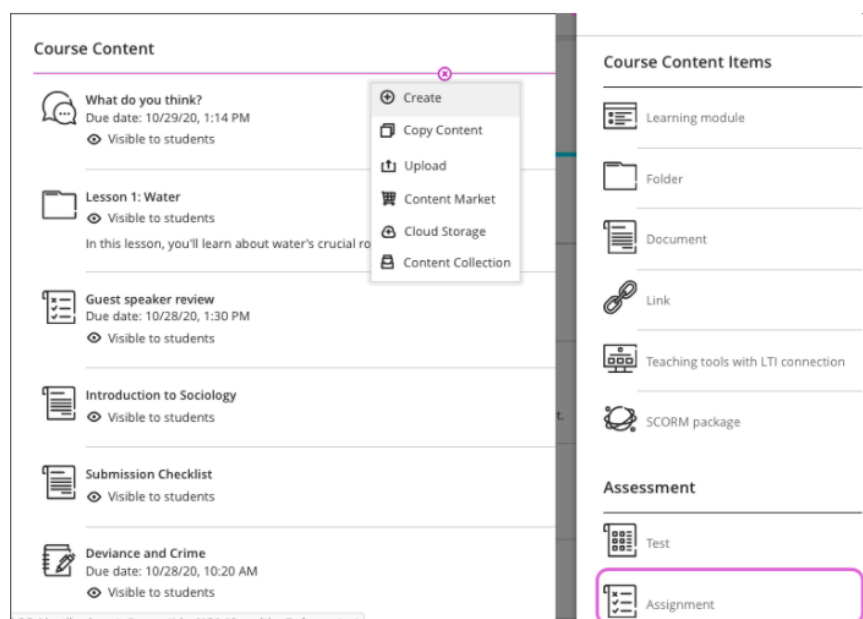 Course Content
What do you think?
Due date: 10/29/20, 1:14 PM
Visible to students
Lesson 1: Water
Visible to students
In this lesson, you'll learn about water's crucial ro
Guest speaker review
Due date: 10/28/20, 1:30 PM
Visible to students
Introduction to Sociology
Visible to students
Submission Checklist
Visible to students
Deviance and Crime
Due date: 10/28/20, 10:20 AM
Visible to students
Create
Copy Content
Upload
Content Market
Cloud Storage
Content Collection
t.
Course Content Items
Learning module
Folder
Document
Link
Teaching tools with LTI connection
SCORM package
Assessment
Test
Assignment